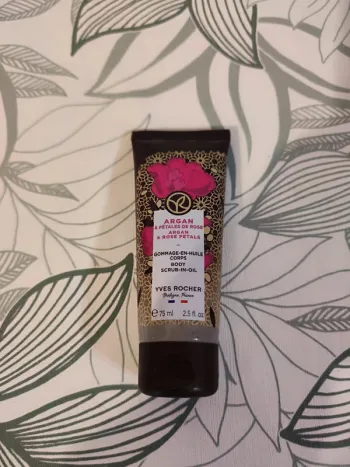 ARGAN
& PÉTALES DE ROSE
ARGAN
& ROSE PETALS
GOMMAGE-EN-HUILE
CORPS
BODY
SCRUB-IN-OIL
YVES ROCHER
Bretagne, France
℮ 75 ml 2.5 fl. oz